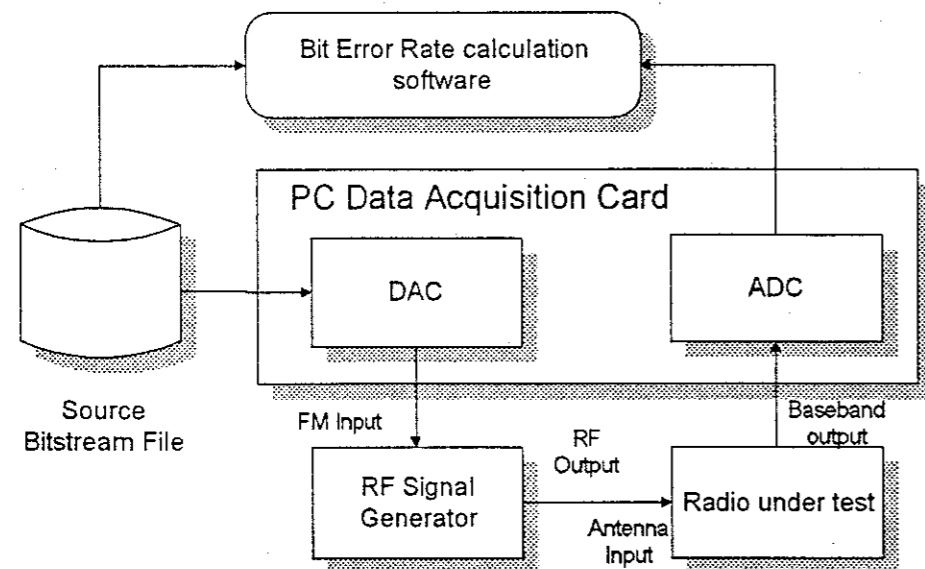 Bit Error Rate calculation
software
PC Data Acquisition Card
DAC
ADC
Source
Bitstream File
FM Input
RF
Output
Baseband
output
RF Signal
Generator
Antenna
Input
Radio under test